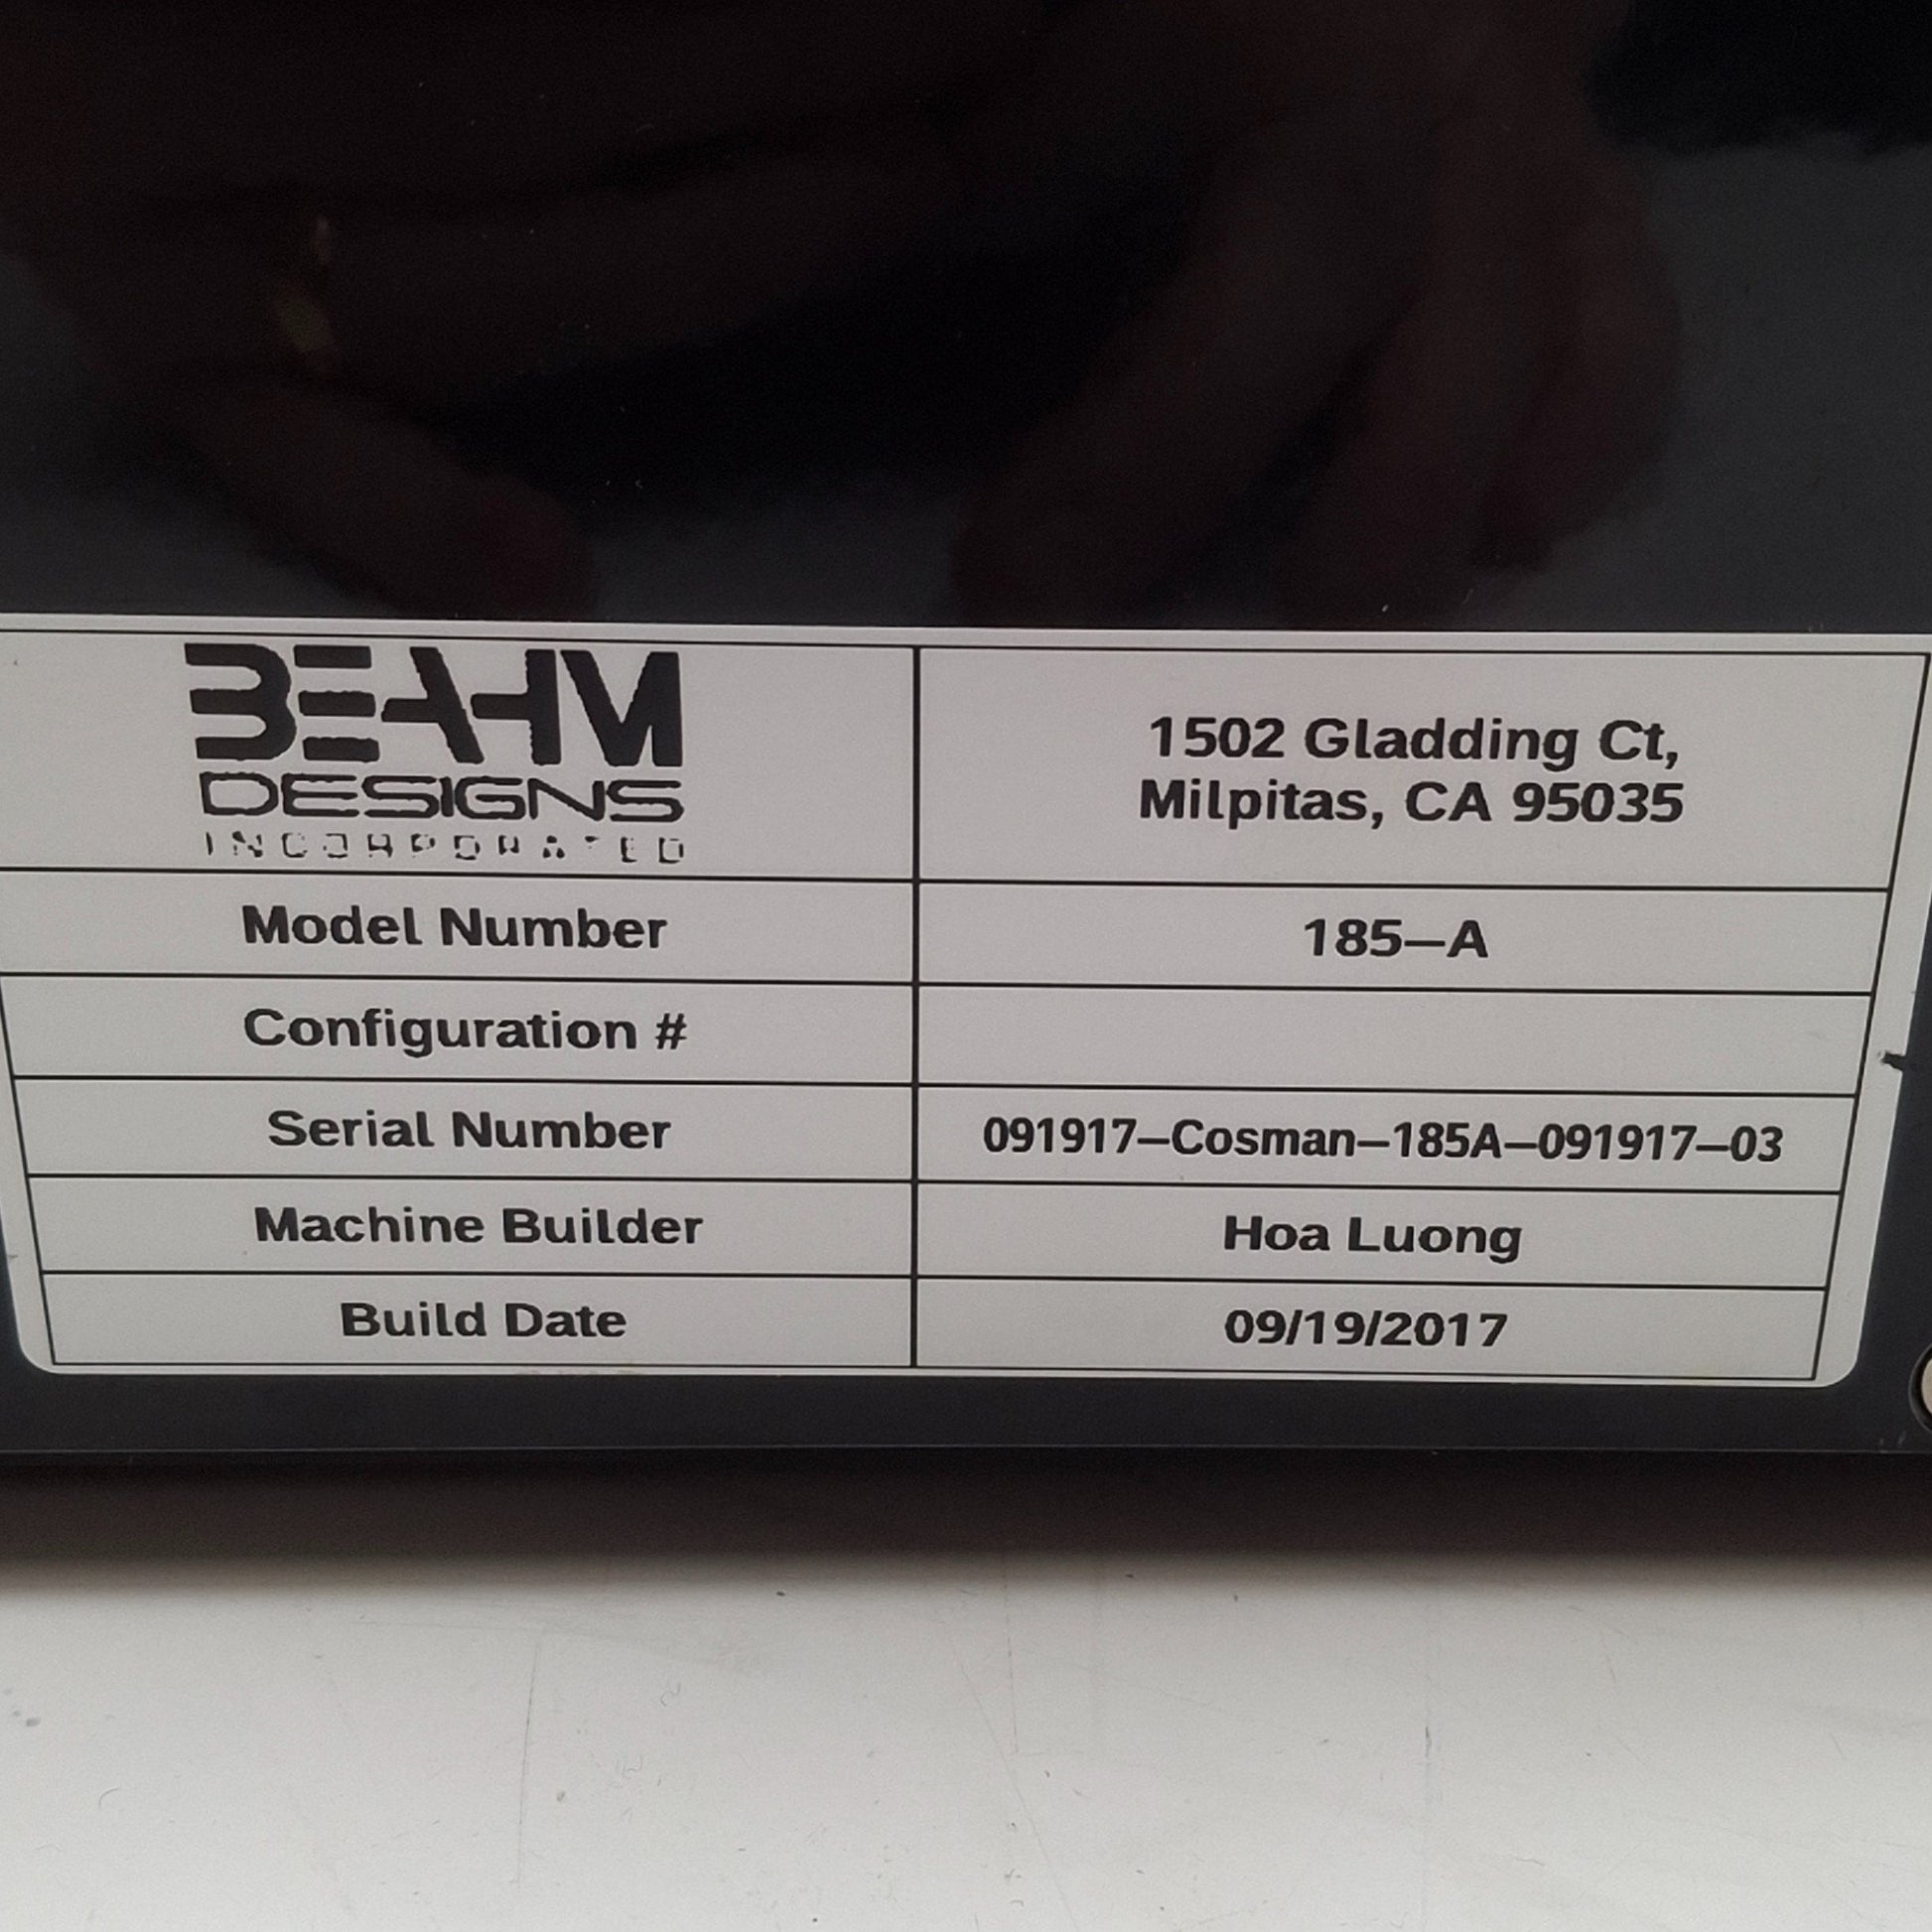 BEAHM
DESIGNS
INCORPORATED
1502 Gladding Ct,
Milpitas, CA 95035
Model Number 185–A
Configuration #
Serial Number 091917–Cosman–185A–091917–03
Machine Builder Hoa Luong
Build Date 09/19/2017